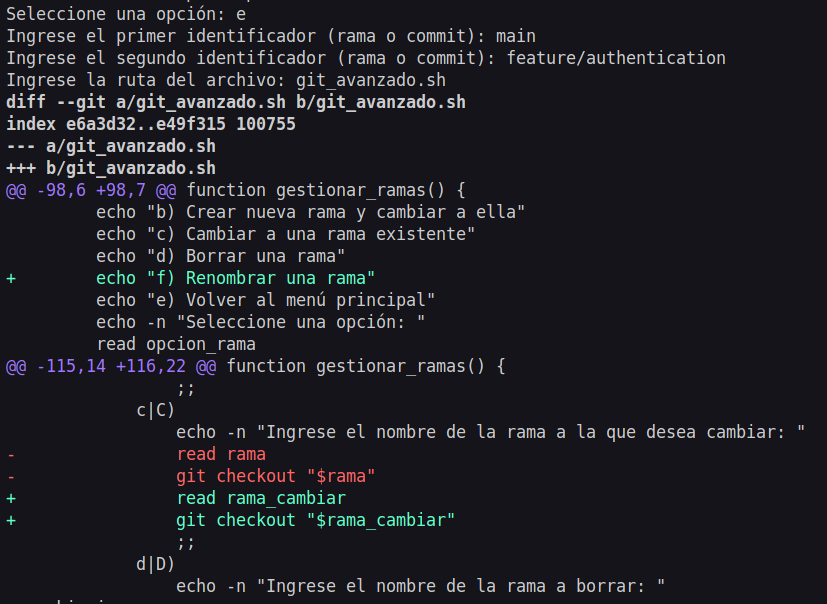 Seleccione una opción: e
Ingrese el primer identificador (rama o commit): main
Ingrese el segundo identificador (rama o commit): feature/authentication
Ingrese la ruta del archivo: git_avanzado.sh
diff --git a/git_avanzado.sh b/git_avanzado.sh
index e6a3d32..e49f315 100755
--- a/git_avanzado.sh
+++ b/git_avanzado.sh
@@ -98,6 +98,7 @@ function gestionar_ramas() {
         echo "b) Crear nueva rama y cambiar a ella"
         echo "c) Cambiar a una rama existente"
         echo "d) Borrar una rama"
+        echo "f) Renombrar una rama"
         echo "e) Volver al menú principal"
         echo -n "Seleccione una opción: "
         read opcion_rama
@@ -115,14 +116,22 @@ function gestionar_ramas() {
                 ;;
             c|C)
                 echo -n "Ingrese el nombre de la rama a la que desea cambiar: "
-                read rama
-                git checkout "$rama"
+                read rama_cambiar
+                git checkout "$rama_cambiar"
                 ;;
             d|D)
                 echo -n "Ingrese el nombre de la rama a borrar: "